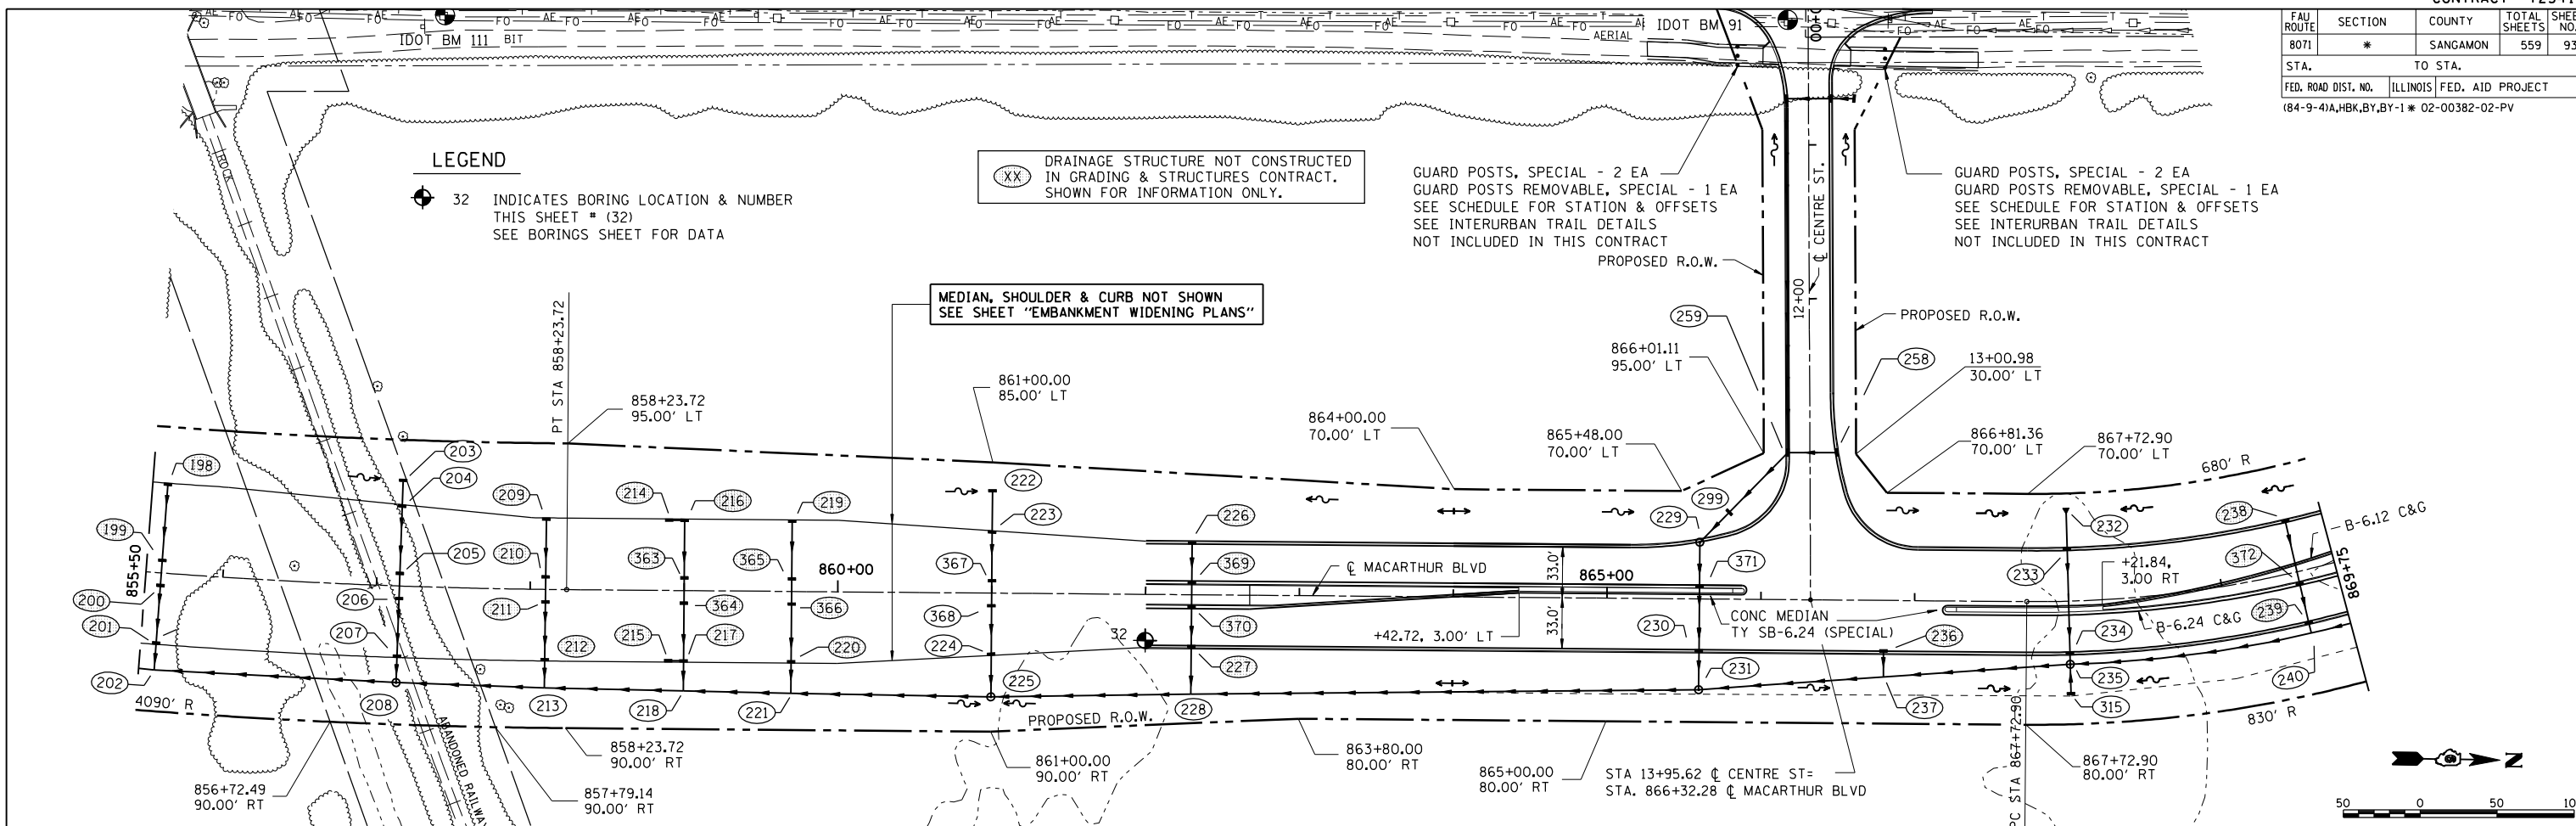 FAU ROUTE
SECTION
COUNTY
TOTAL SHEETS
8071
*
SANGAMON
559
93
STA. TO STA.
FED. ROAD DIST. NO.
ILLINOIS
FED. AID PROJECT
(84-9-4)A,HBK,BY,BY-1 * 02-00382-02-PV
IDOT BM 111
BIT
IDOT BM 91
AERIAL
ROCK
LEGEND
32 INDICATES BORING LOCATION & NUMBER
THIS SHEET # (32)
SEE BORINGS SHEET FOR DATA
XX
DRAINAGE STRUCTURE NOT CONSTRUCTED
IN GRADING & STRUCTURES CONTRACT.
SHOWN FOR INFORMATION ONLY.
GUARD POSTS, SPECIAL - 2 EA
GUARD POSTS REMOVABLE, SPECIAL - 1 EA
SEE SCHEDULE FOR STATION & OFFSETS
SEE INTERURBAN TRAIL DETAILS
NOT INCLUDED IN THIS CONTRACT
PROPOSED R.O.W.
℄ CENTRE ST.
12+00
GUARD POSTS, SPECIAL - 2 EA
GUARD POSTS REMOVABLE, SPECIAL - 1 EA
SEE SCHEDULE FOR STATION & OFFSETS
SEE INTERURBAN TRAIL DETAILS
NOT INCLUDED IN THIS CONTRACT
PROPOSED R.O.W.
MEDIAN, SHOULDER & CURB NOT SHOWN
SEE SHEET "EMBANKMENT WIDENING PLANS"
PT STA 858+23.72
858+23.72
95.00' LT
861+00.00
85.00' LT
864+00.00
70.00' LT
865+48.00
70.00' LT
259
866+01.11
95.00' LT
258
13+00.98
30.00' LT
866+81.36
70.00' LT
867+72.90
70.00' LT
680' R
198
199
200
201
202
855+50
4090' R
203
204
205
206
207
208
209
210
211
212
213
214
216
363
364
215
217
218
219
365
366
220
221
860+00
222
223
367
368
224
225
226
369
370
227
228
32
℄ MACARTHUR BLVD
33.0'
33.0'
865+00
+42.72, 3.00' LT
299
229
371
230
231
CONC MEDIAN
TY SB-6.24 (SPECIAL)
236
237
232
233
234
235
315
+21.84,
3.00 RT
B-6.24 C&G
B-6.12 C&G
238
372
239
240
869+75
830' R
PROPOSED R.O.W.
ABANDONED RAILWAY
856+72.49
90.00' RT
857+79.14
90.00' RT
858+23.72
90.00' RT
861+00.00
90.00' RT
863+80.00
80.00' RT
865+00.00
80.00' RT
STA 13+95.62 ℄ CENTRE ST=
STA. 866+32.28 ℄ MACARTHUR BLVD
PC STA 867+72.90
867+72.90
80.00' RT
N
50 0 50